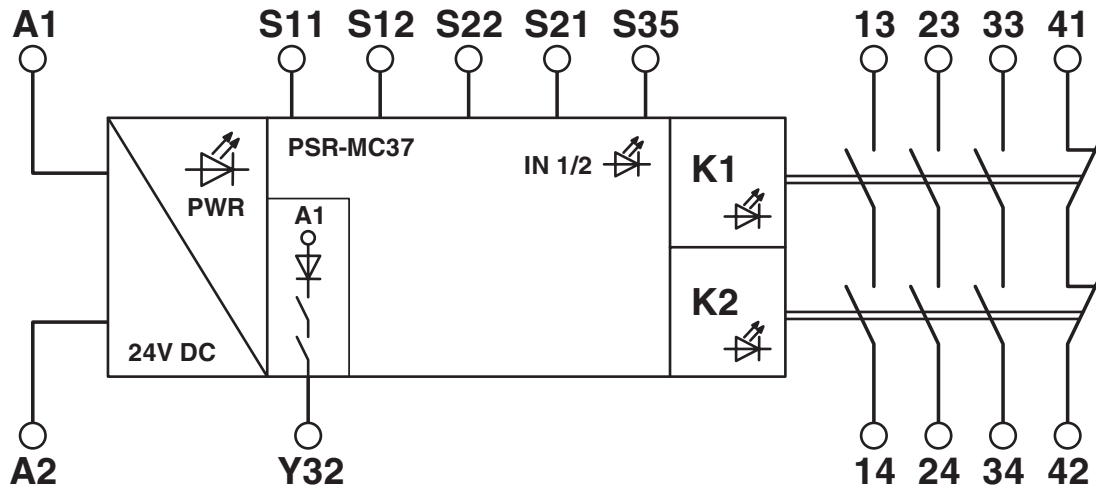 A1 S11 S12 S22 S21 S35 13 23 33 41
PSR-MC37
IN 1/2
K1
PWR
A1
K2
24V DC
A2 Y32 14 24 34 42